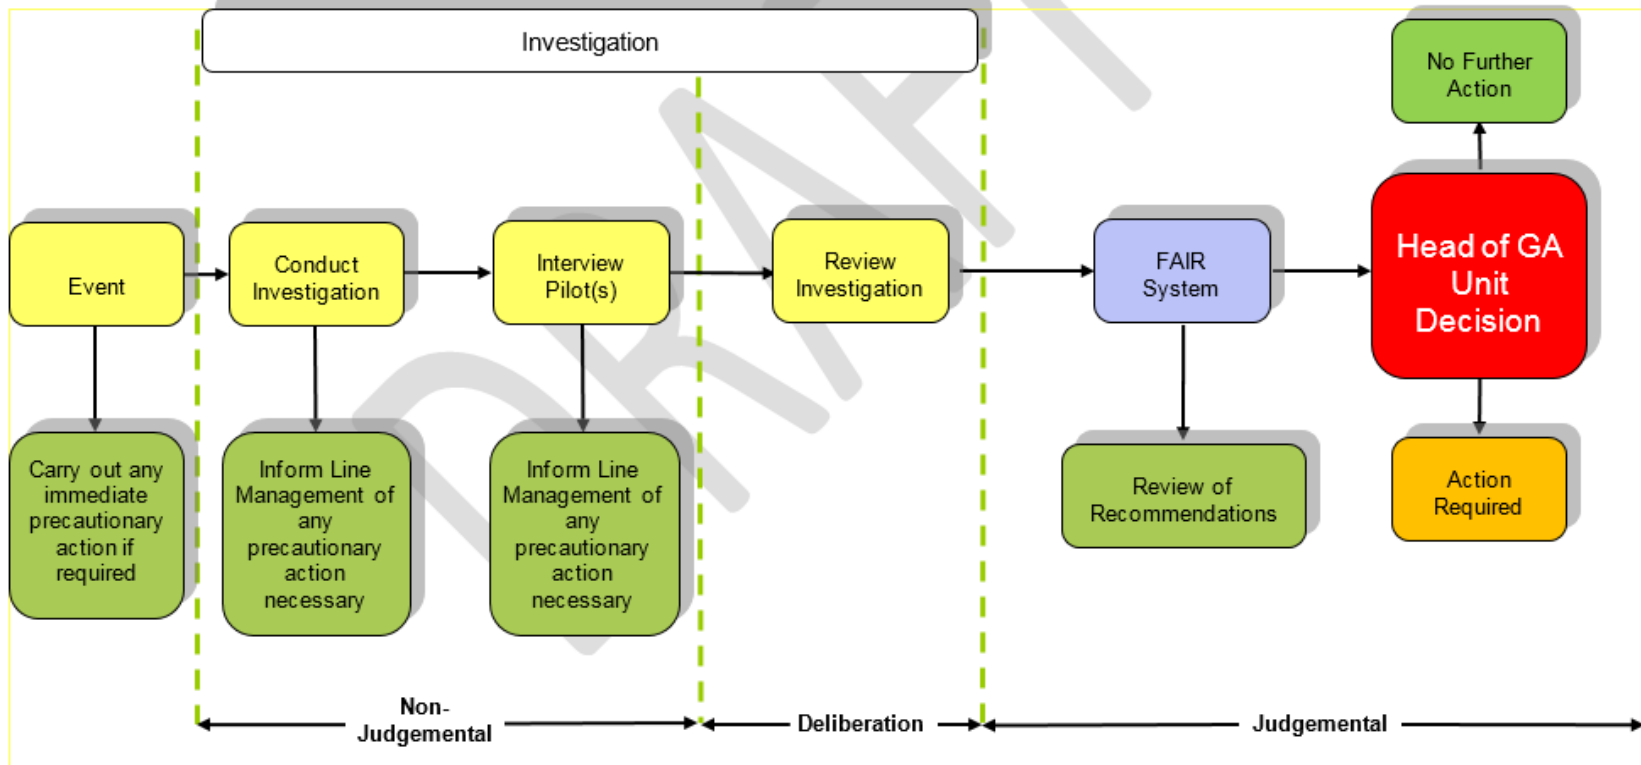 Investigation
No Further
Action
Event
Conduct
Investigation
Interview
Pilot(s)
Review
Investigation
FAIR
System
Head of GA
Unit
Decision
Carry out any
immediate
precautionary
action if
required
Inform Line
Management of
any
precautionary
action
necessary
Inform Line
Management of
any
precautionary
action
necessary
Review of
Recommendations
Action
Required
Non-
Judgemental
Deliberation
Judgemental
DRAFT